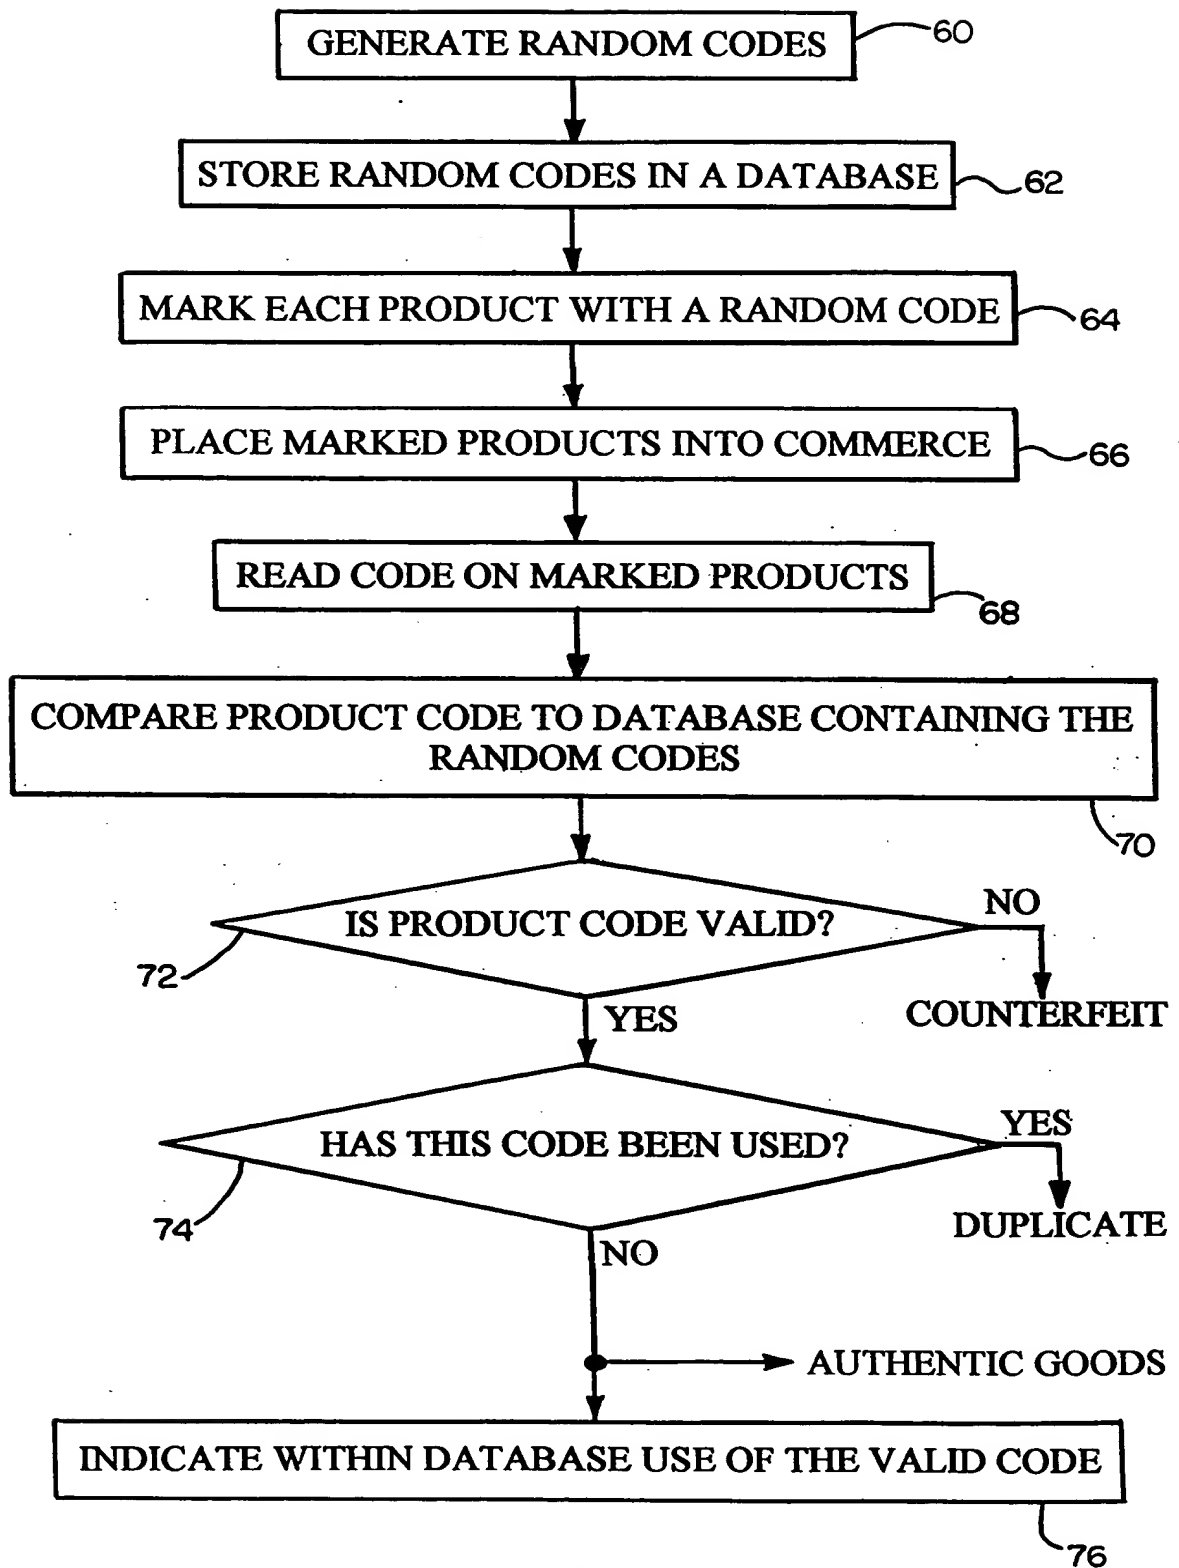 GENERATE RANDOM CODES
60
STORE RANDOM CODES IN A DATABASE
62
MARK EACH PRODUCT WITH A RANDOM CODE
64
PLACE MARKED PRODUCTS INTO COMMERCE
66
READ CODE ON MARKED PRODUCTS
68
COMPARE PRODUCT CODE TO DATABASE CONTAINING THE
RANDOM CODES
70
IS PRODUCT CODE VALID?
NO
72
COUNTERFEIT
YES
HAS THIS CODE BEEN USED?
YES
74
DUPLICATE
NO
AUTHENTIC GOODS
INDICATE WITHIN DATABASE USE OF THE VALID CODE
76